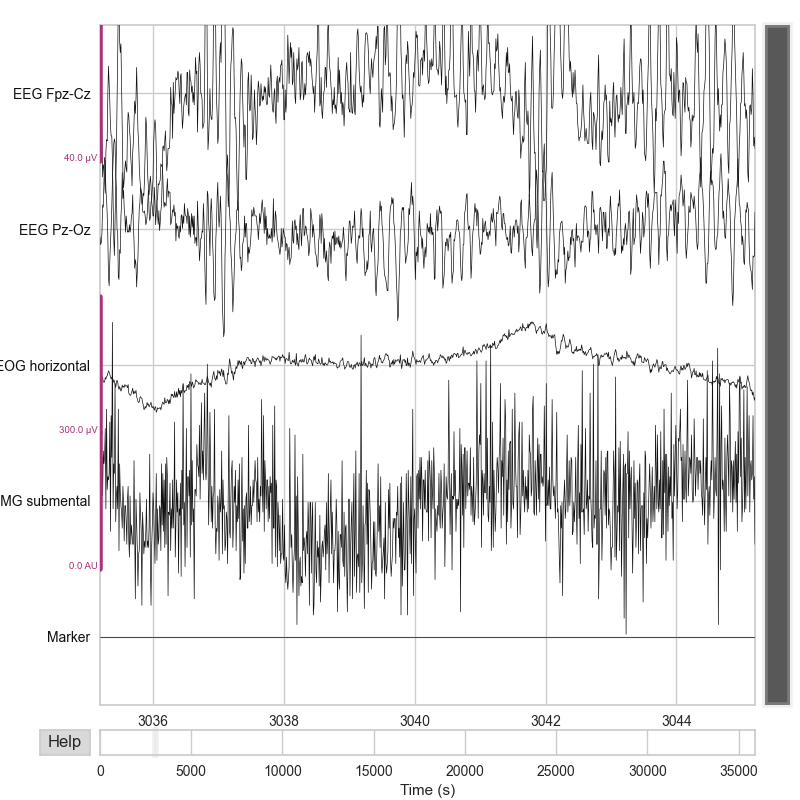 EEG Fpz-Cz
40.0 µV
EEG Pz-Oz
EOG horizontal
300.0 µV
MG submental
0.0 AU
Marker
3036 3038 3040 3042 3044
Help
0 5000 10000 15000 20000 25000 30000 35000
Time (s)